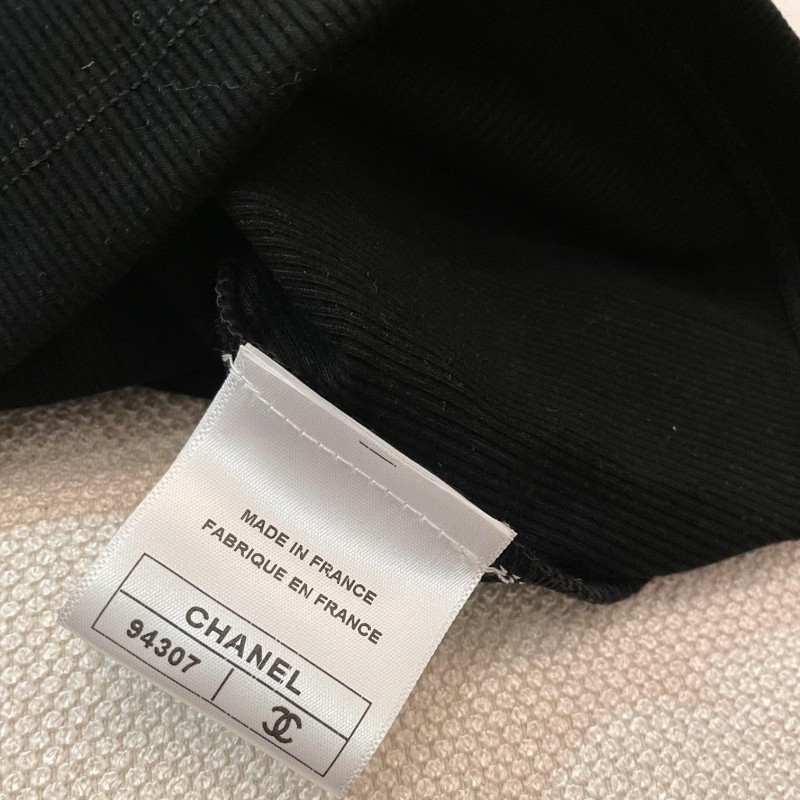 MADE IN FRANCE
FABRIQUE EN FRANCE
CHANEL
94307